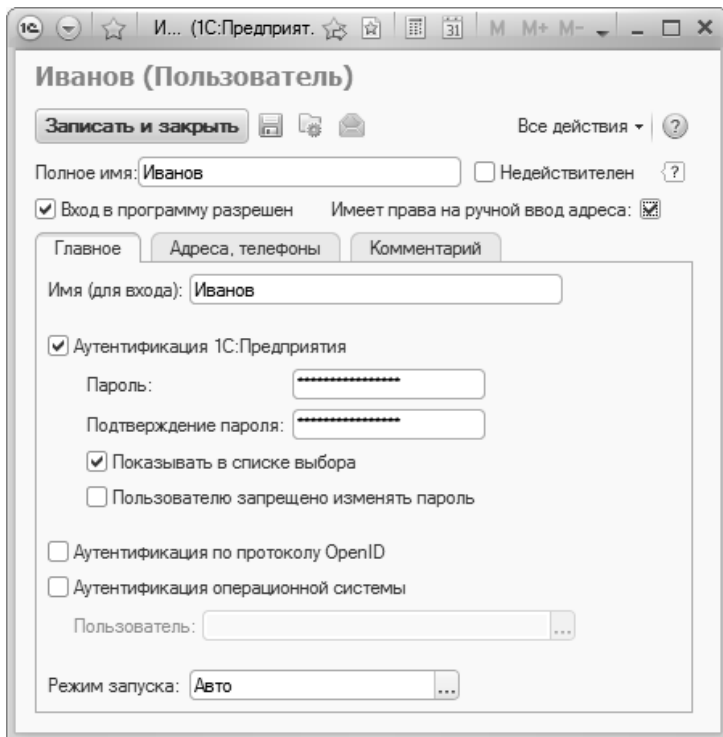 1С И... (1С:Предприят. 31 M M+ M-
Иванов (Пользователь)
Записать и закрыть Все действия ?
Полное имя: Иванов Недействителен ?
Вход в программу разрешен Имеет права на ручной ввод адреса:
Главное Адреса, телефоны Комментарий
Имя (для входа): Иванов
Аутентификация 1С:Предприятия
Пароль: ****************
Подтверждение пароля: ****************
Показывать в списке выбора
Пользователю запрещено изменять пароль
Аутентификация по протоколу OpenID
Аутентификация операционной системы
Пользователь: ...
Режим запуска: Авто ...